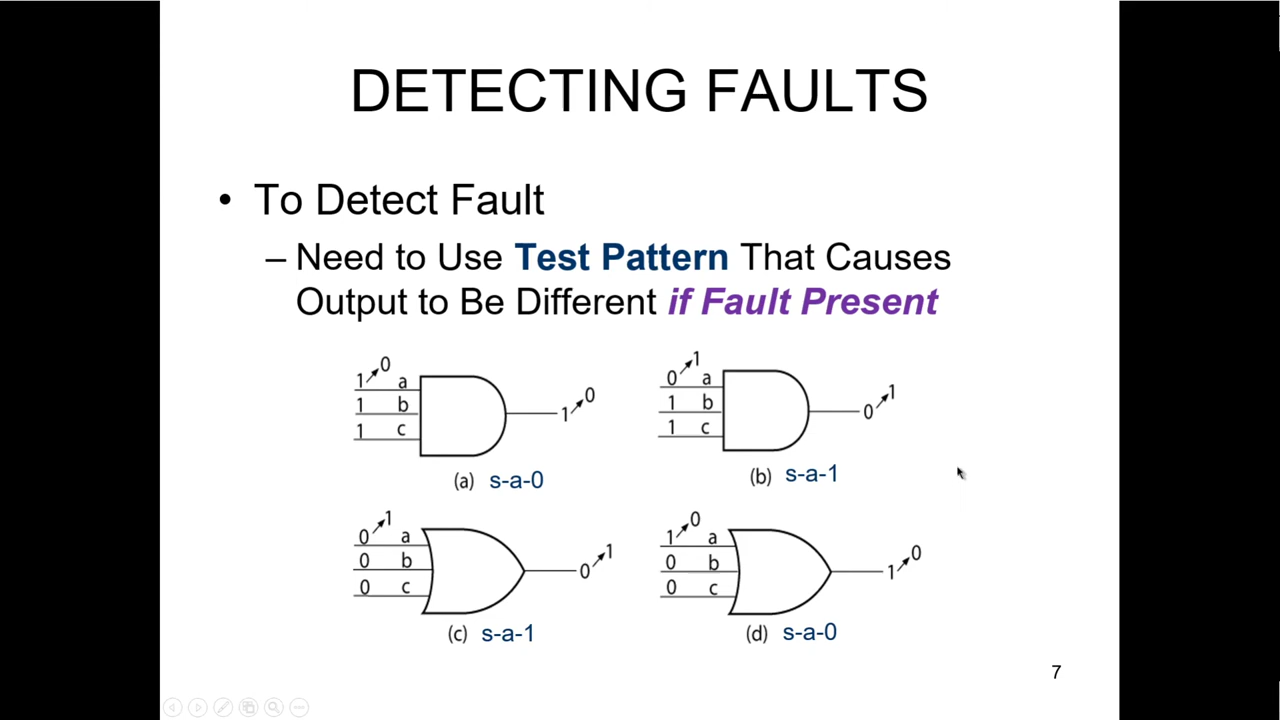 DETECTING FAULTS
• To Detect Fault
– Need to Use Test Pattern That Causes
Output to Be Different if Fault Present
1 0 a
1 b
1 c
1 0
(a) s-a-0
0 1 a
1 b
1 c
0 1
(b) s-a-1
0 1 a
0 b
0 c
0 1
(c) s-a-1
1 0 a
0 b
0 c
1 0
(d) s-a-0
7